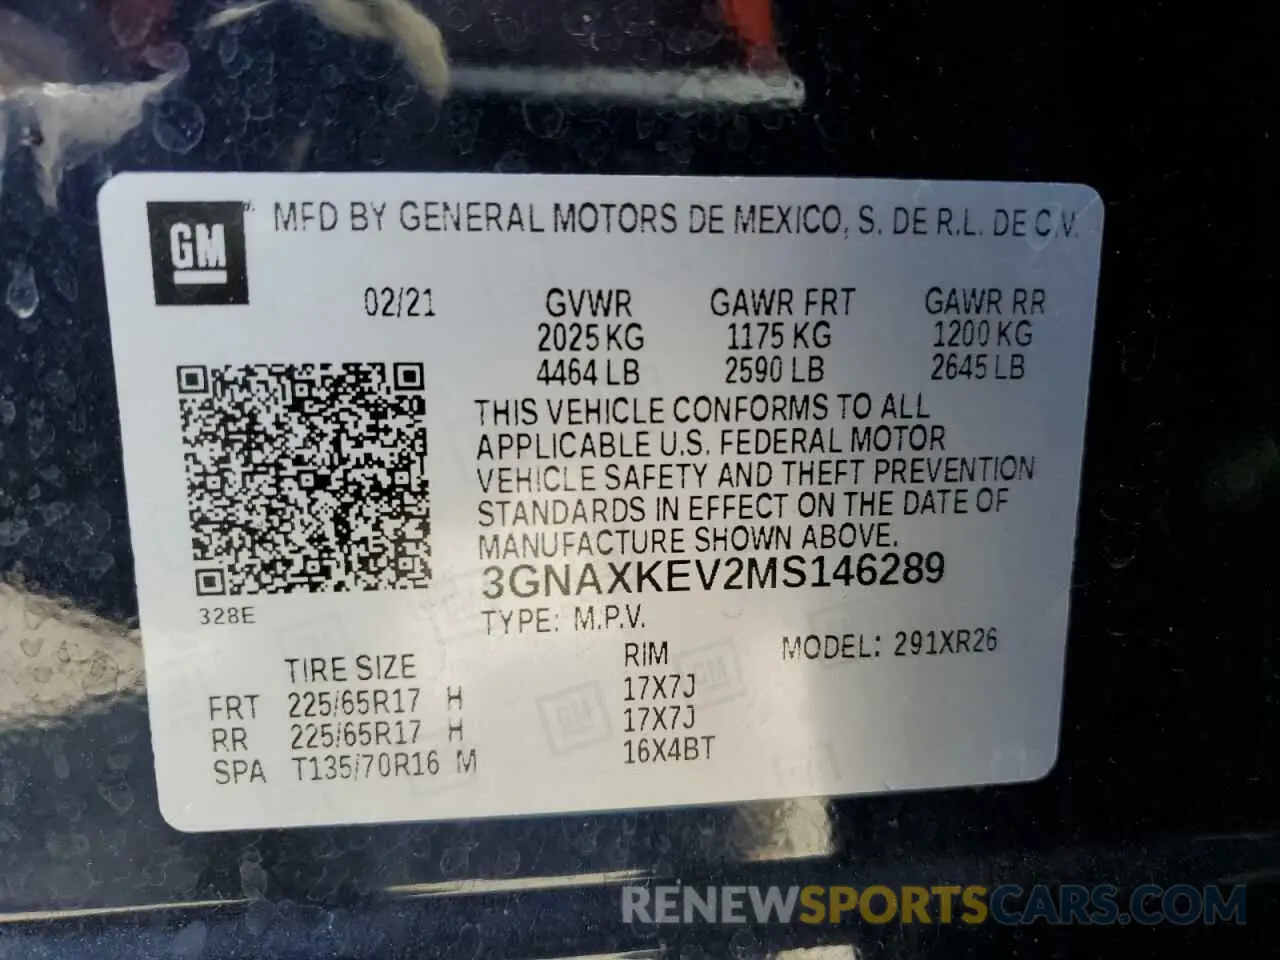 GM
MFD BY GENERAL MOTORS DE MEXICO, S. DE R.L. DE C.V.
02/21 GVWR GAWR FRT GAWR RR
2025 KG 1175 KG 1200 KG
4464 LB 2590 LB 2645 LB
THIS VEHICLE CONFORMS TO ALL
APPLICABLE U.S. FEDERAL MOTOR
VEHICLE SAFETY AND THEFT PREVENTION
STANDARDS IN EFFECT ON THE DATE OF
MANUFACTURE SHOWN ABOVE.
3GNAXKEV2MS146289
328E
TYPE: M.P.V.
TIRE SIZE RIM MODEL: 291XR26
FRT 225/65R17 H 17X7J
RR 225/65R17 H 17X7J
SPA T135/70R16 M 16X4BT
GM
GM
RENEWSPORTSCARS.COM